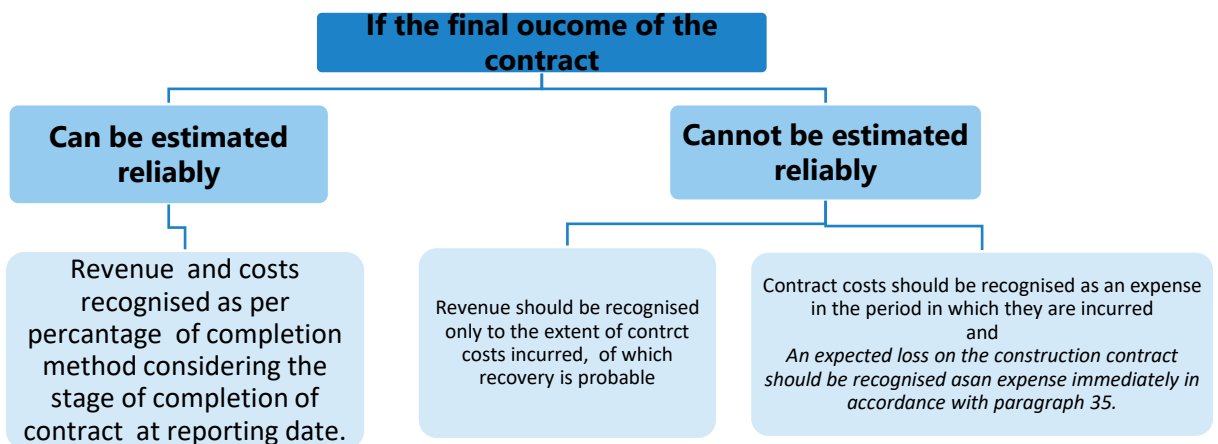 If the final oucome of the
contract
Can be estimated
reliably
Cannot be estimated
reliably
Revenue and costs
recognised as per
percantage of completion
method considering the
stage of completion of
contract at reporting date.
Revenue should be recognised
only to the extent of contrct
costs incurred, of which
recovery is probable
Contract costs should be recognised as an expense
in the period in which they are incurred
and
An expected loss on the construction contract
should be recognised asan expense immediately in
accordance with paragraph 35.